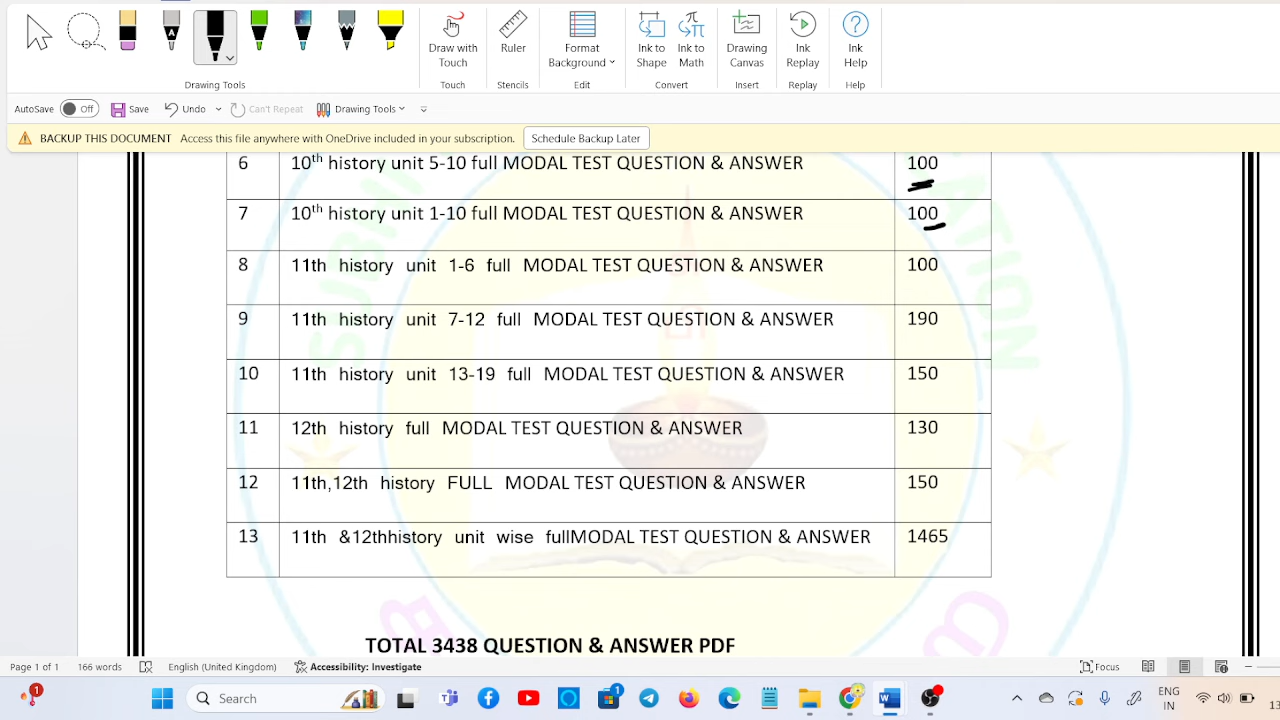 Draw with Touch
Ruler
Format Background
Ink to Shape
Ink to Math
Drawing Canvas
Ink Replay
Ink Help
Drawing Tools
Touch
Stencils
Edit
Convert
Insert
Replay
Help
AutoSave Off Save Undo Can't Repeat Drawing Tools
BACKUP THIS DOCUMENT Access this file anywhere with OneDrive included in your subscription. Schedule Backup Later
6 10th history unit 5-10 full MODAL TEST QUESTION & ANSWER 100
7 10th history unit 1-10 full MODAL TEST QUESTION & ANSWER 100
8 11th history unit 1-6 full MODAL TEST QUESTION & ANSWER 100
9 11th history unit 7-12 full MODAL TEST QUESTION & ANSWER 190
10 11th history unit 13-19 full MODAL TEST QUESTION & ANSWER 150
11 12th history full MODAL TEST QUESTION & ANSWER 130
12 11th,12th history FULL MODAL TEST QUESTION & ANSWER 150
13 11th &12thhistory unit wise fullMODAL TEST QUESTION & ANSWER 1465
TOTAL 3438 QUESTION & ANSWER PDF
Page 1 of 1 166 words English (United Kingdom) Accessibility: Investigate Focus
1 Search 1 ENG
IN 13